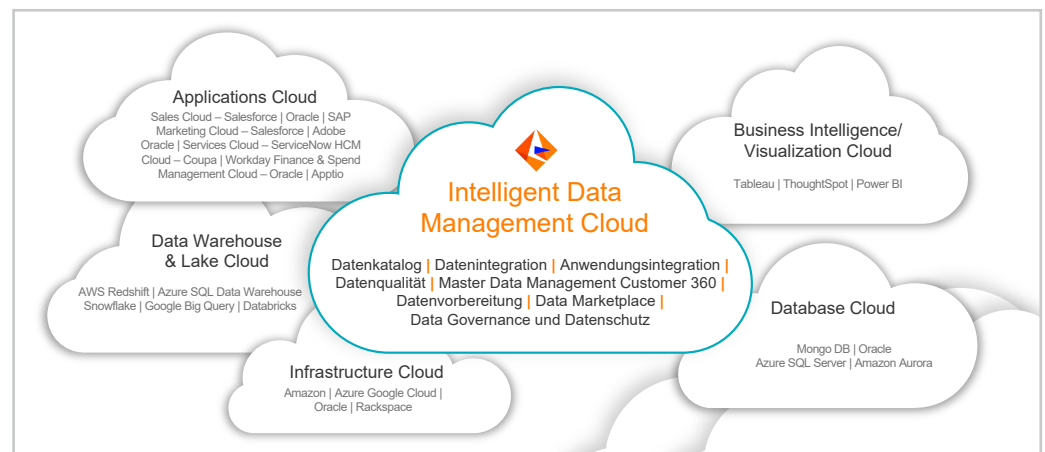 Applications Cloud
Sales Cloud – Salesforce | Oracle | SAP
Marketing Cloud – Salesforce | Adobe
Oracle | Services Cloud – ServiceNow HCM
Cloud – Coupa | Workday Finance & Spend
Management Cloud – Oracle | Apptio
Data Warehouse
& Lake Cloud
AWS Redshift | Azure SQL Data Warehouse
Snowflake | Google Big Query | Databricks
Infrastructure Cloud
Amazon | Azure Google Cloud |
Oracle | Rackspace
Intelligent Data
Management Cloud
Datenkatalog | Datenintegration | Anwendungsintegration |
Datenqualität | Master Data Management Customer 360 |
Datenvorbereitung | Data Marketplace |
Data Governance und Datenschutz
Business Intelligence/
Visualization Cloud
Tableau | ThoughtSpot | Power BI
Database Cloud
Mongo DB | Oracle
Azure SQL Server | Amazon Aurora